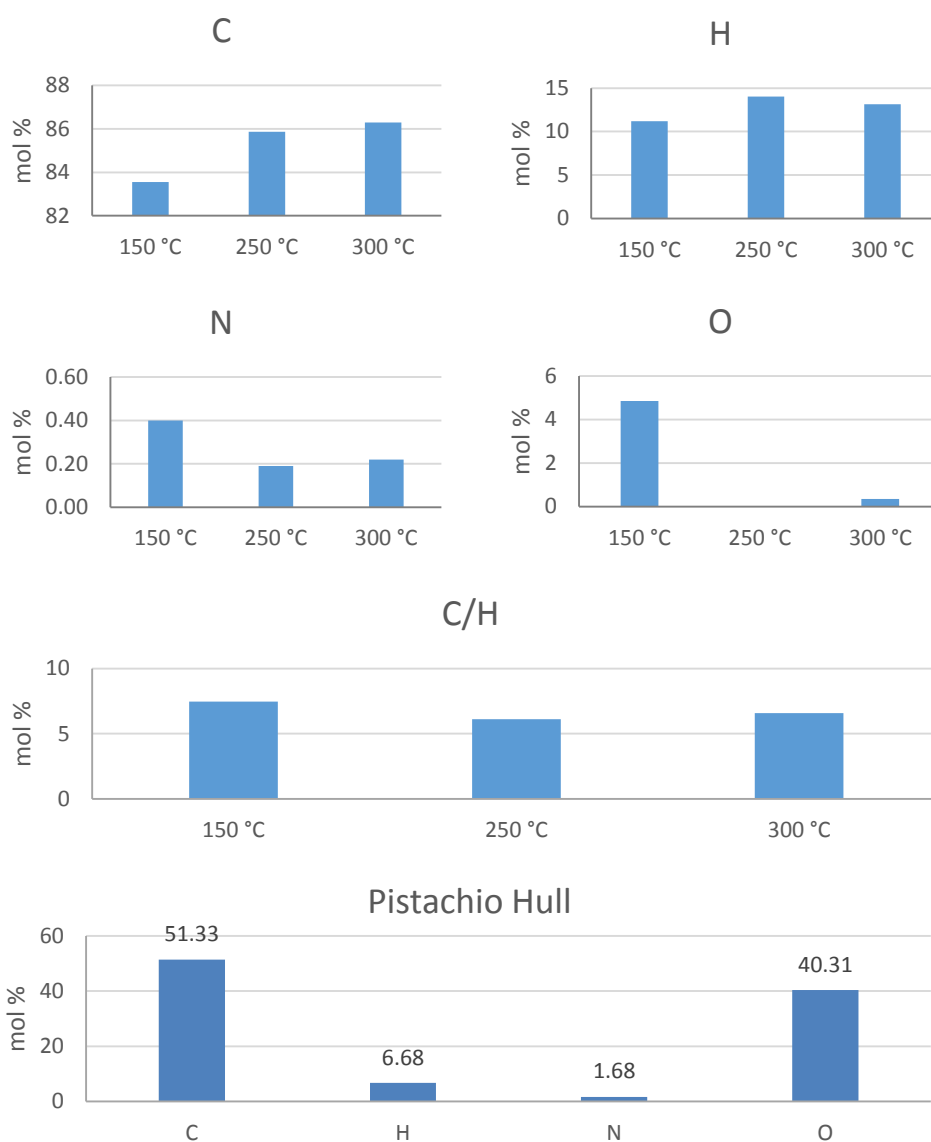 C
mol %
88
86
84
82
150 °C 250 °C 300 °C
H
mol %
15
10
5
0
150 °C 250 °C 300 °C
N
mol %
0.60
0.40
0.20
0.00
150 °C 250 °C 300 °C
O
mol %
6
4
2
0
150 °C 250 °C 300 °C
C/H
mol %
10
5
0
150 °C 250 °C 300 °C
Pistachio Hull
mol %
60
40
20
0
51.33
6.68
1.68
40.31
C H N O